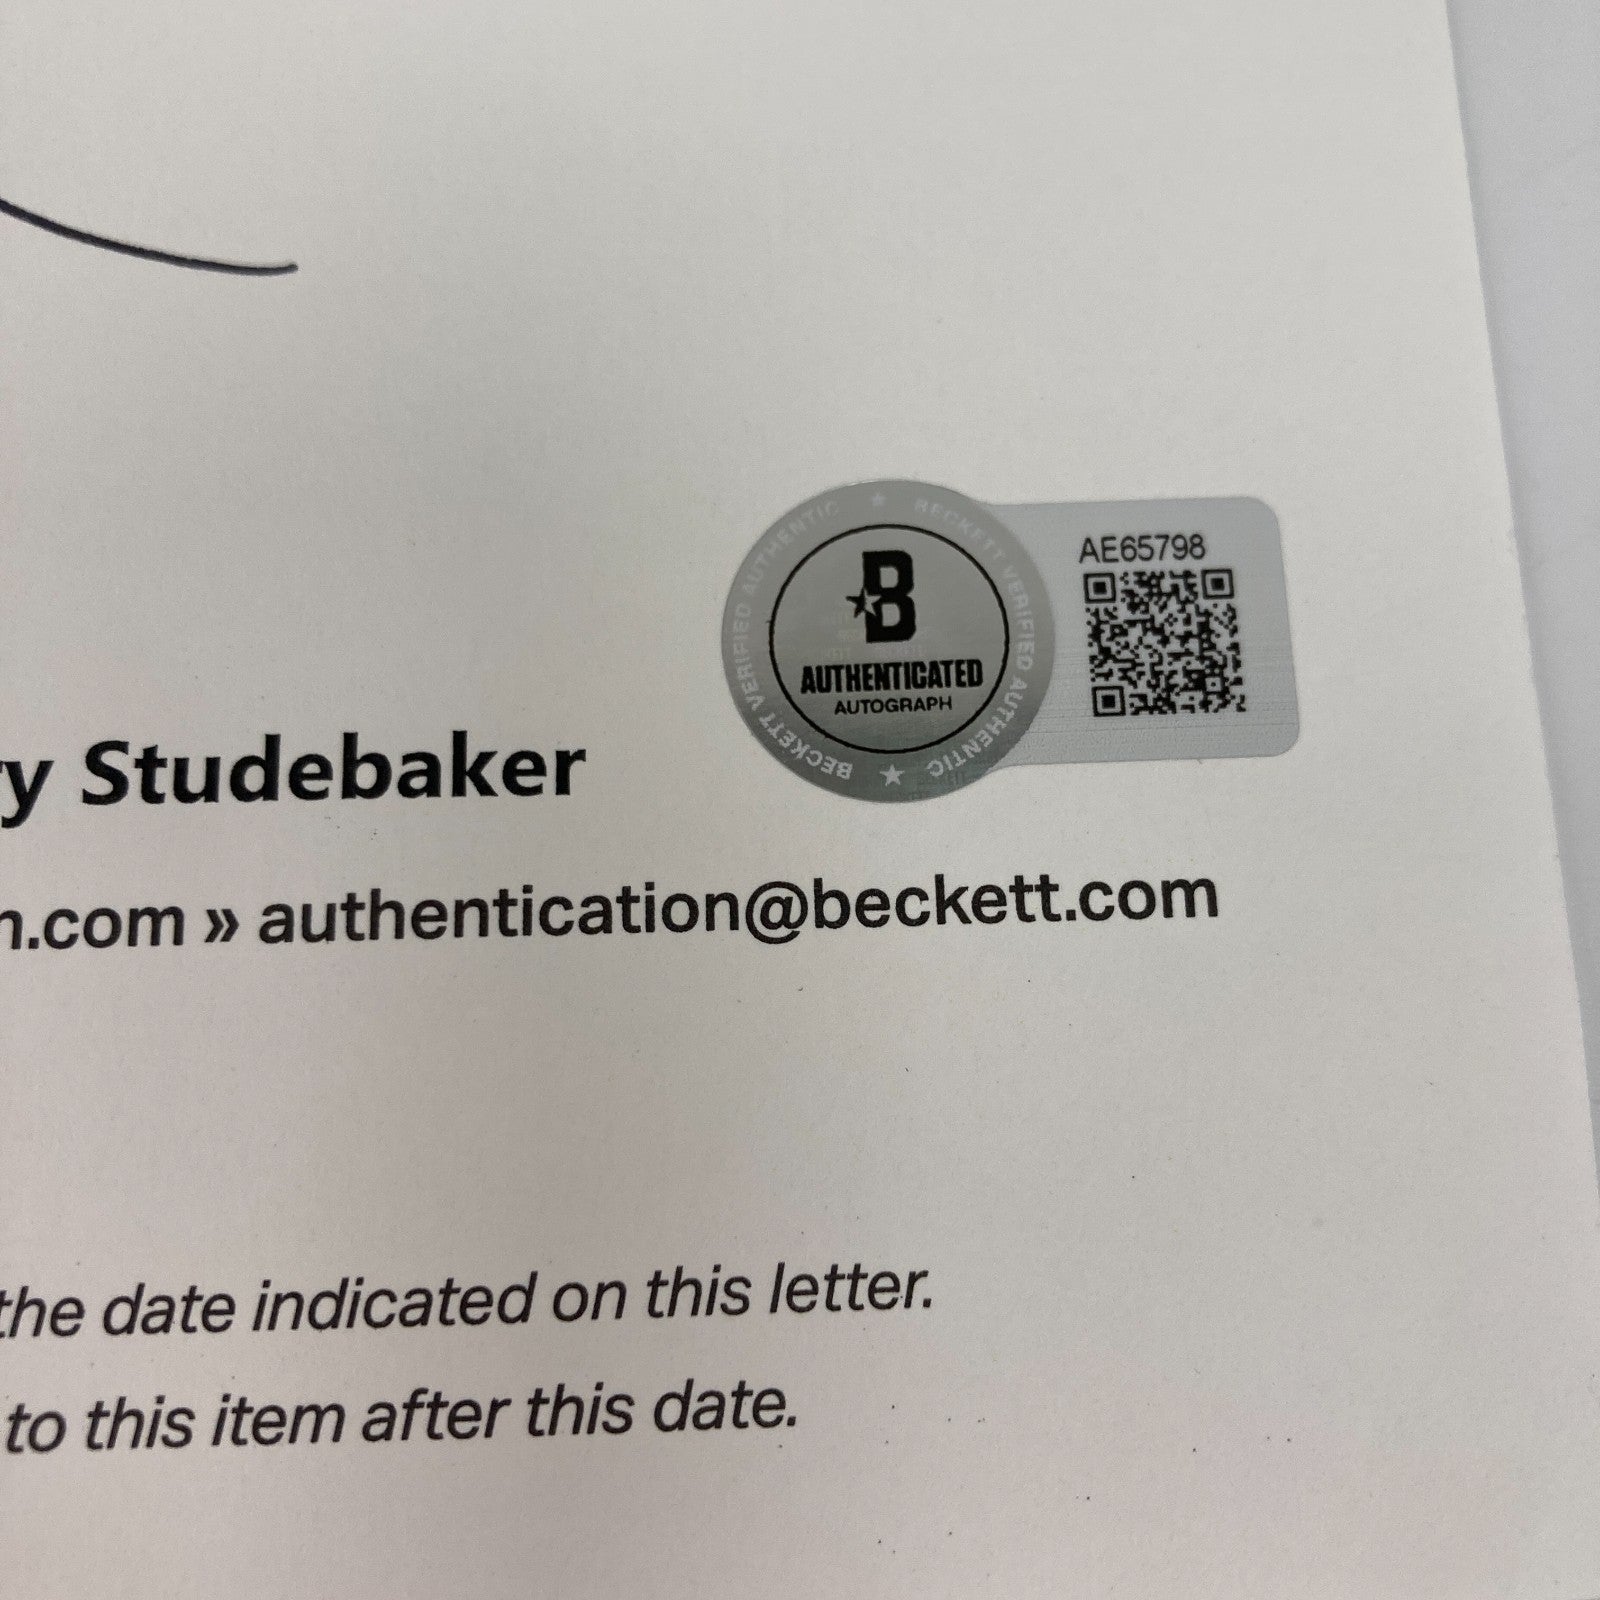 BECKETT VERIFIED AUTHENTIC ★ BECKETT VERIFIED AUTHENTIC ★
B
AUTHENTICATED
AUTOGRAPH
AE65798
Studebaker
.com » authentication@beckett.com
the date indicated on this letter.
to this item after this date.